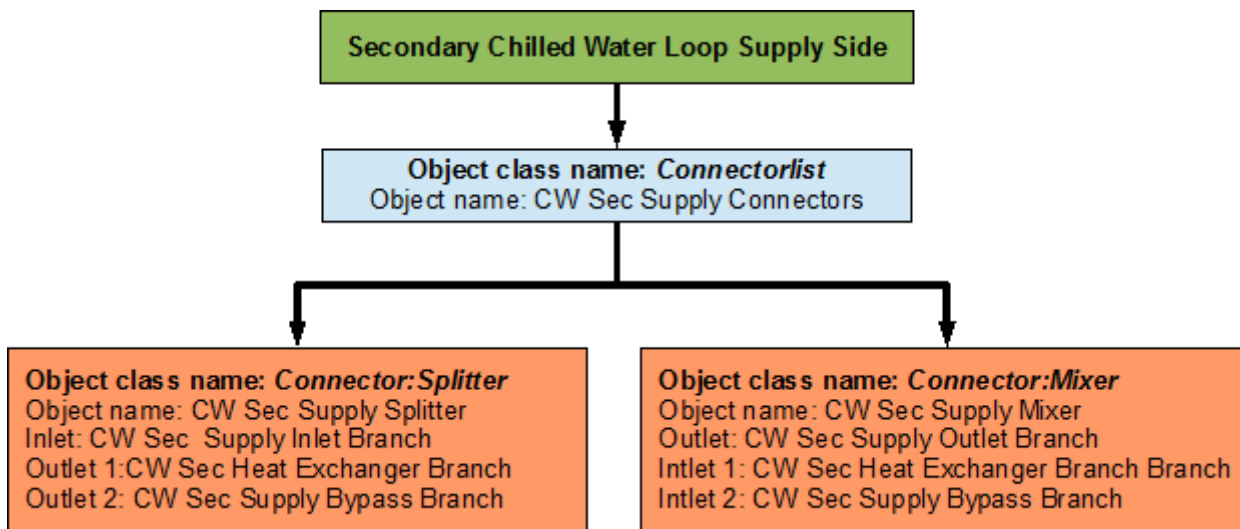 Secondary Chilled Water Loop Supply Side
Object class name: Connectorlist
Object name: CW Sec Supply Connectors
Object class name: Connector:Splitter
Object name: CW Sec Supply Splitter
Inlet: CW Sec  Supply Inlet Branch
Outlet 1:CW Sec Heat Exchanger Branch
Outlet 2: CW Sec Supply Bypass Branch
Object class name: Connector:Mixer
Object name: CW Sec Supply Mixer
Outlet: CW Sec Supply Outlet Branch
Intlet 1: CW Sec Heat Exchanger Branch Branch
Intlet 2: CW Sec Supply Bypass Branch